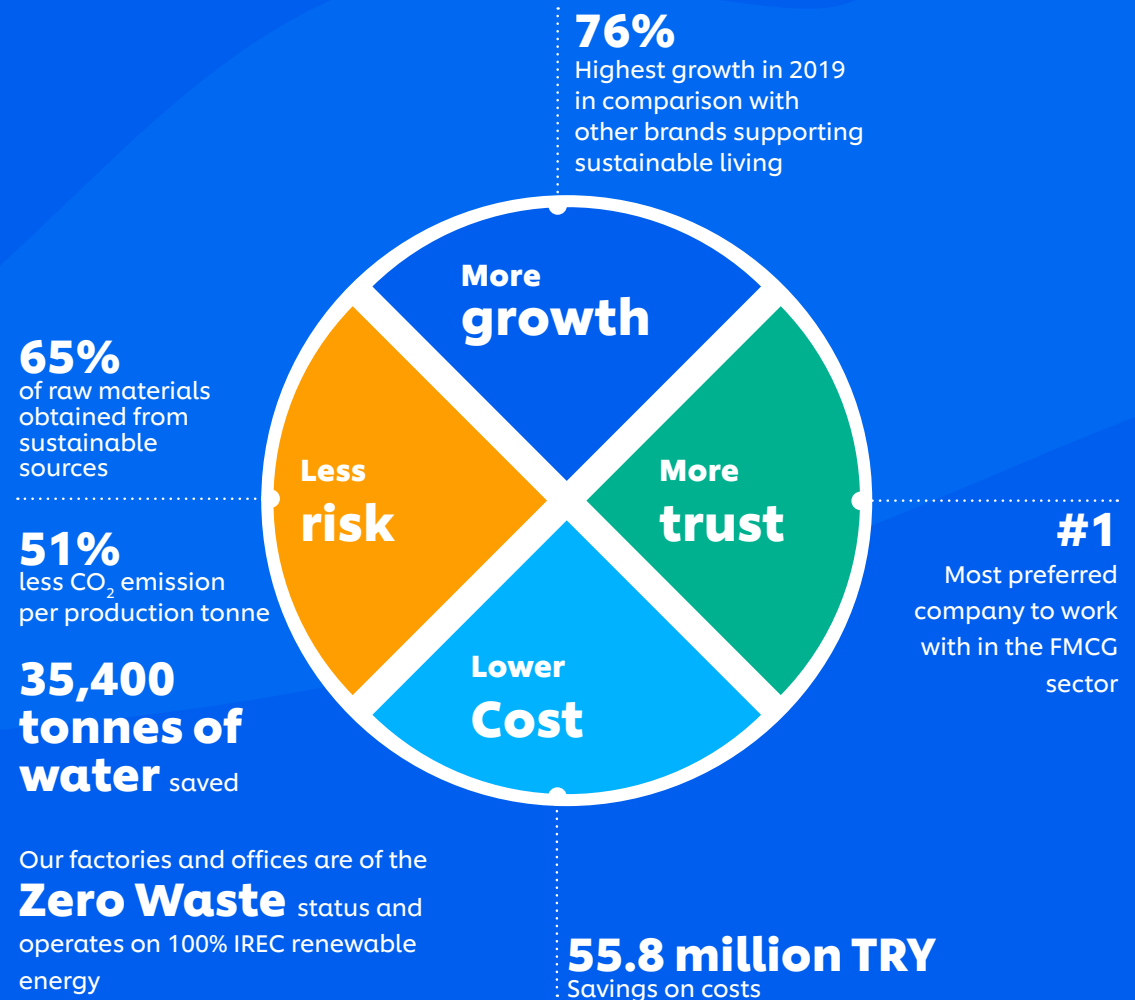 76%
Highest growth in 2019
in comparison with
other brands supporting
sustainable living
More
growth
65%
of raw materials
obtained from
sustainable
sources
Less
risk
More
trust
51%
less CO₂ emission
per production tonne
#1
Most preferred
company to work
with in the FMCG
sector
35,400
tonnes of
water saved
Lower
Cost
Our factories and offices are of the
Zero Waste status and
operates on 100% IREC renewable
energy
55.8 million TRY
Savings on costs